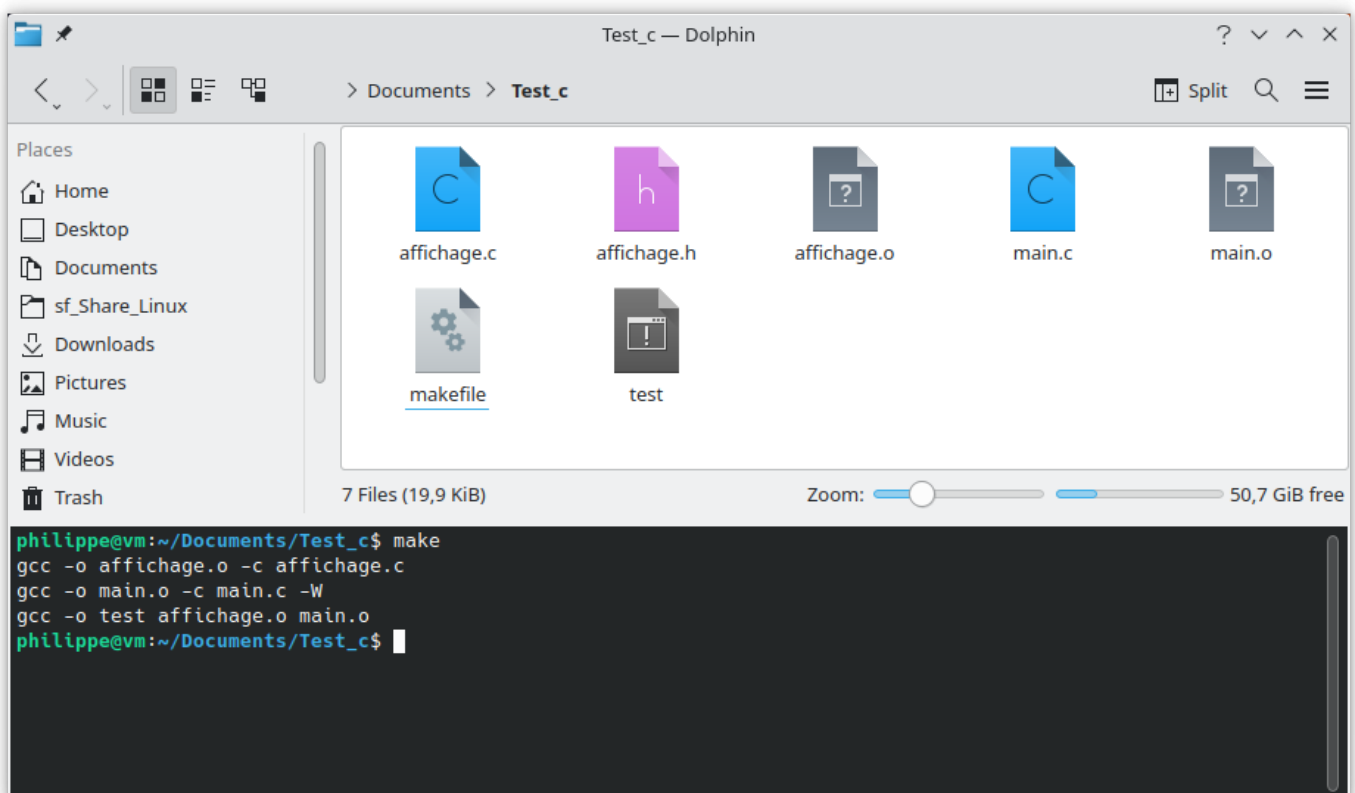 Test_c — Dolphin
Documents > Test_c
Split
Places
Home
Desktop
Documents
sf_Share_Linux
Downloads
Pictures
Music
Videos
Trash
C h ? C ?
affichage.c affichage.h affichage.o main.c main.o
!
makefile test
7 Files (19,9 KiB) Zoom: 50,7 GiB free
philippe@vm:~/Documents/Test_c$ make
gcc -o affichage.o -c affichage.c
gcc -o main.o -c main.c -W
gcc -o test affichage.o main.o
philippe@vm:~/Documents/Test_c$